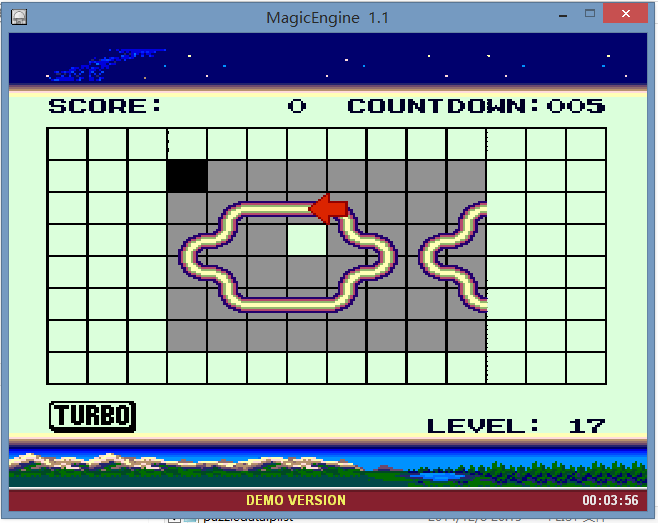 MagicEngine 1.1
SCORE: 0 COUNTDOWN:005
TURBO
LEVEL: 17
DEMO VERSION 00:03:56